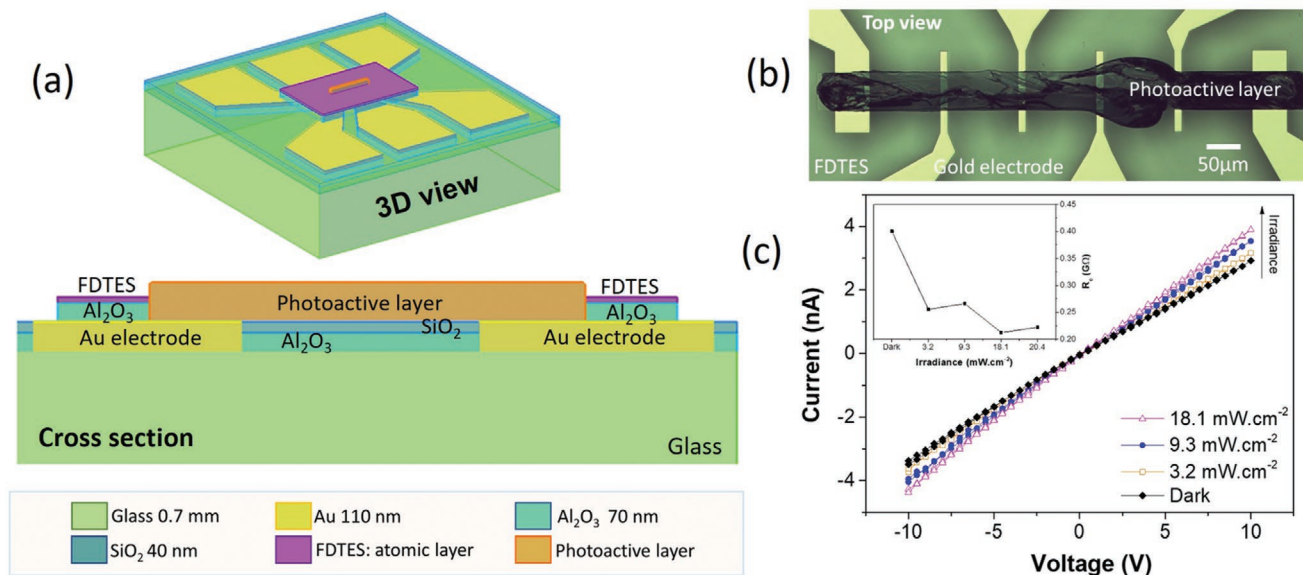 (a)
3D view
FDTES
FDTES
Al₂O₃
Photoactive layer
Al₂O₃
SiO₂
Au electrode
Al₂O₃
Au electrode
Cross section
Glass
Glass 0.7 mm
Au 110 nm
Al₂O₃ 70 nm
SiO₂ 40 nm
FDTES: atomic layer
Photoactive layer
(b)
Top view
Photoactive layer
FDTES
Gold electrode
50μm
(c)
Current (nA)
4
2
0
-2
-4
-10
-5
0
5
10
Voltage (V)
Irradiance
0.45
0.40
0.35
0.30
0.25
0.20
R_c (GΩ)
Dark
3.2
9.3
18.1
20.4
Irradiance (mW.cm⁻²)
18.1 mW.cm⁻²
9.3 mW.cm⁻²
3.2 mW.cm⁻²
Dark